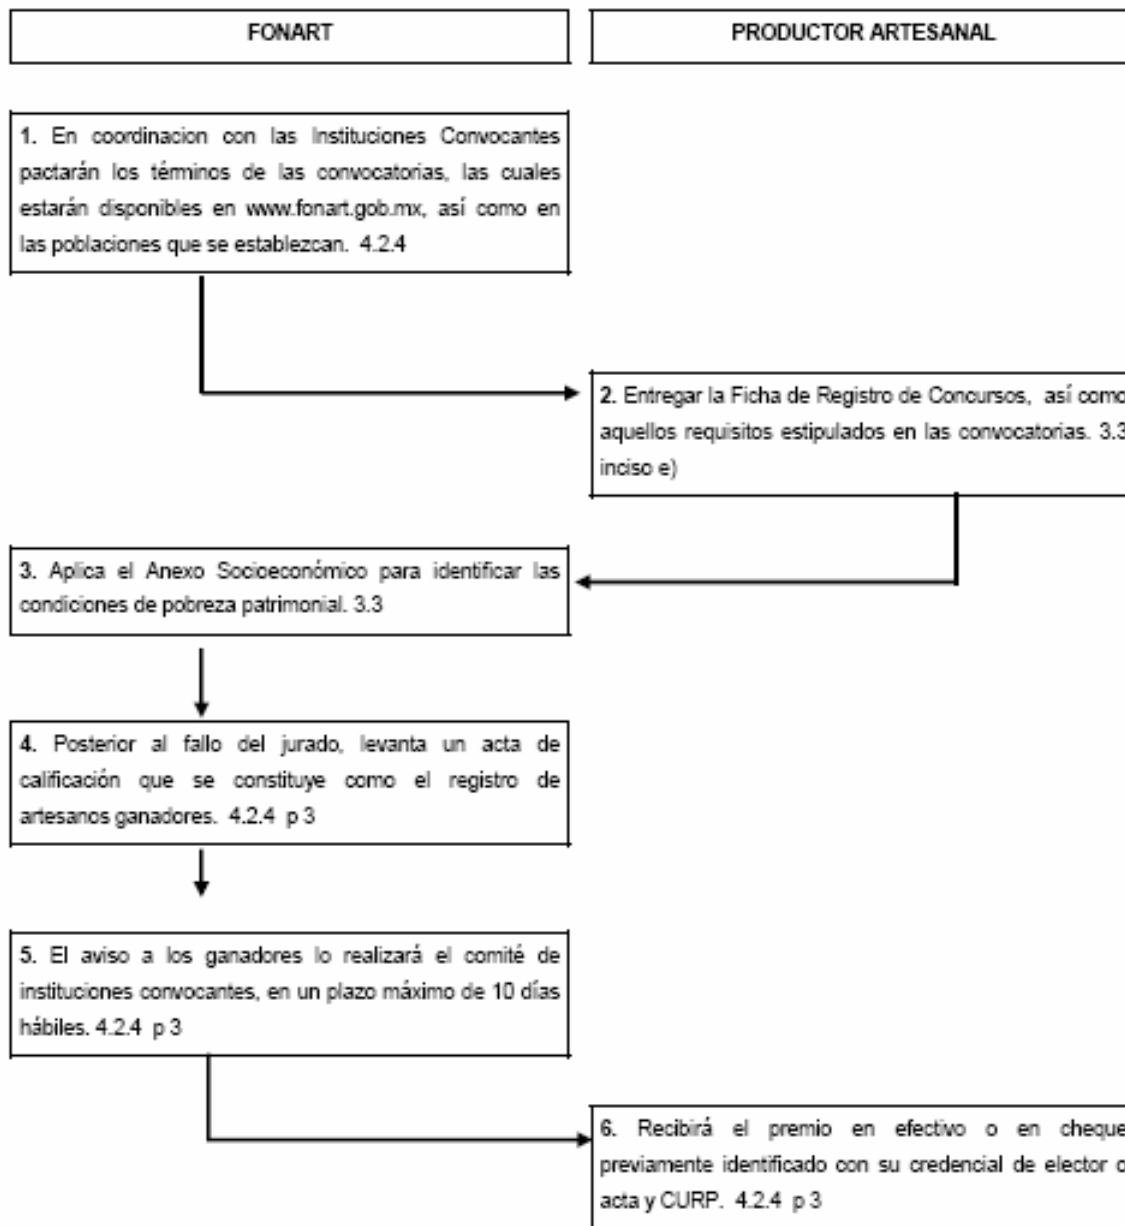 FONART
PRODUCTOR ARTESANAL
1. En coordinacion con las Instituciones Convocantes
pactarán los términos de las convocatorias, las cuales
estarán disponibles en www.fonart.gob.mx, así como en
las poblaciones que se establezcan. 4.2.4
2. Entregar la Ficha de Registro de Concursos, así como
aquellos requisitos estipulados en las convocatorias. 3.3
inciso e)
3. Aplica el Anexo Socioeconómico para identificar las
condiciones de pobreza patrimonial. 3.3
4. Posterior al fallo del jurado, levanta un acta de
calificación que se constituye como el registro de
artesanos ganadores. 4.2.4 p 3
5. El aviso a los ganadores lo realizará el comité de
instituciones convocantes, en un plazo máximo de 10 días
hábiles. 4.2.4 p 3
6. Recibirá el premio en efectivo o en cheque
previamente identificado con su credencial de elector o
acta y CURP. 4.2.4 p 3